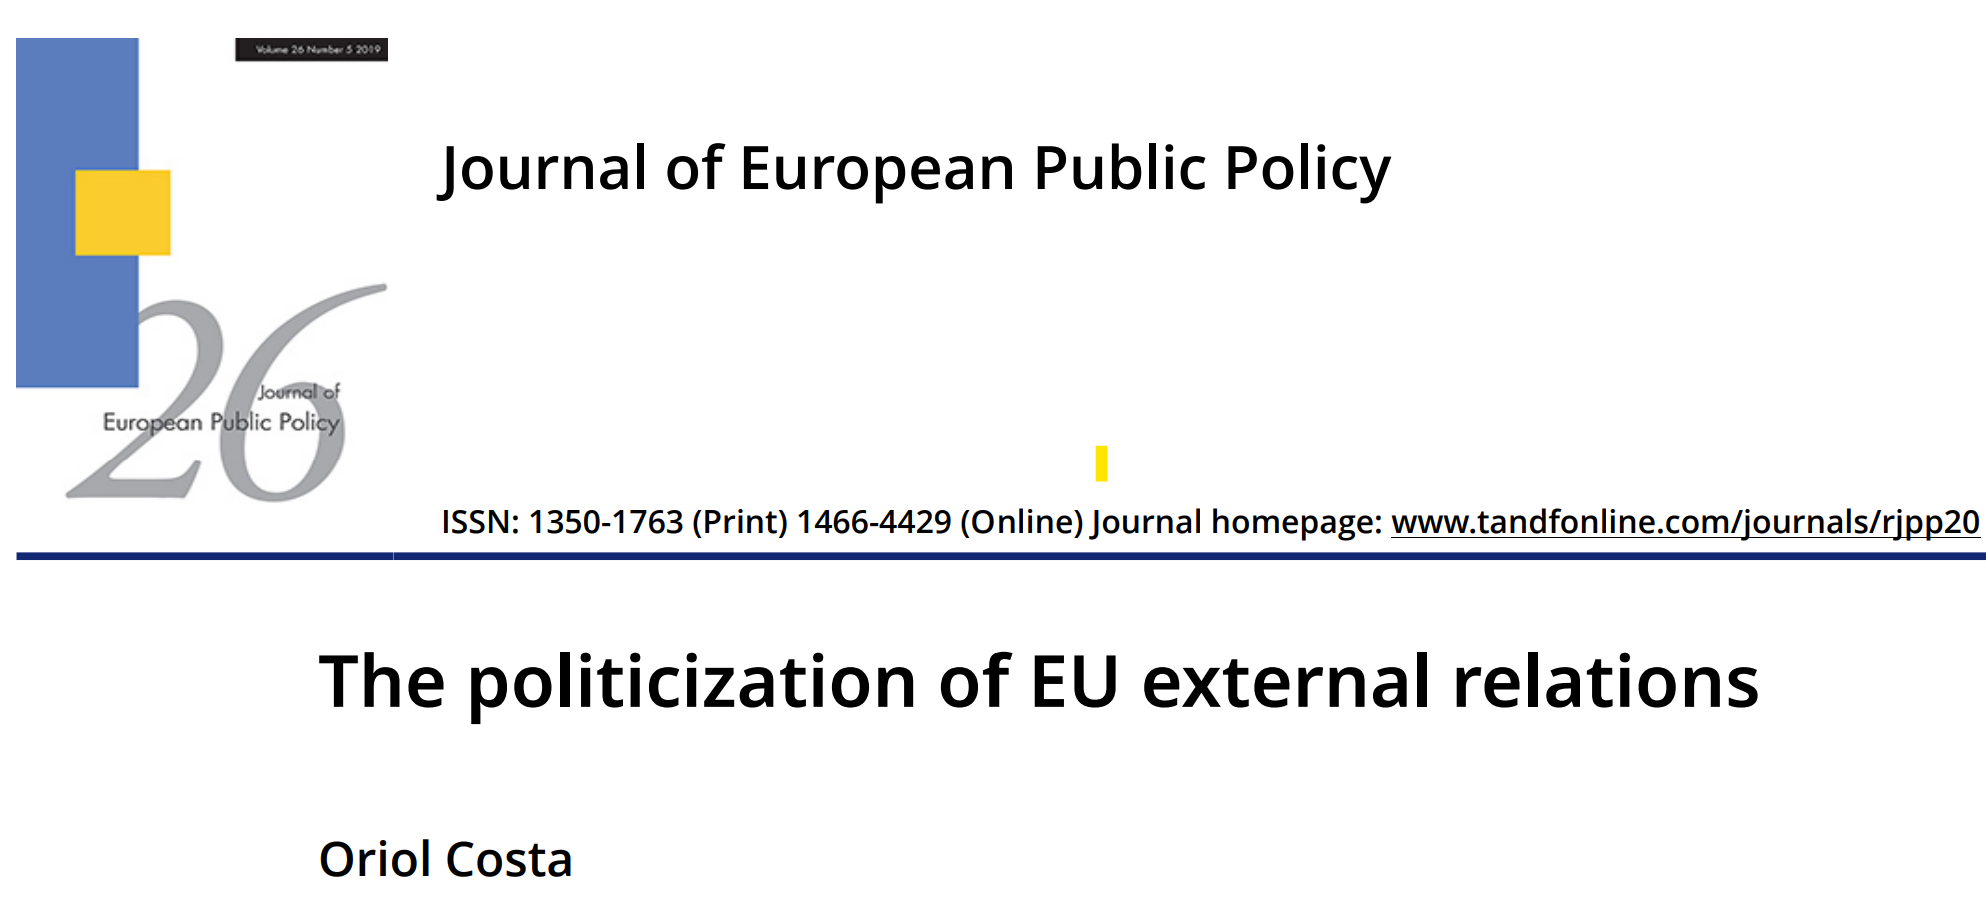 Volume 26 Number 5 2019
Journal of European Public Policy
26
Journal of
European Public Policy
ISSN: 1350-1763 (Print) 1466-4429 (Online) Journal homepage: www.tandfonline.com/journals/rjpp20
The politicization of EU external relations
Oriol Costa